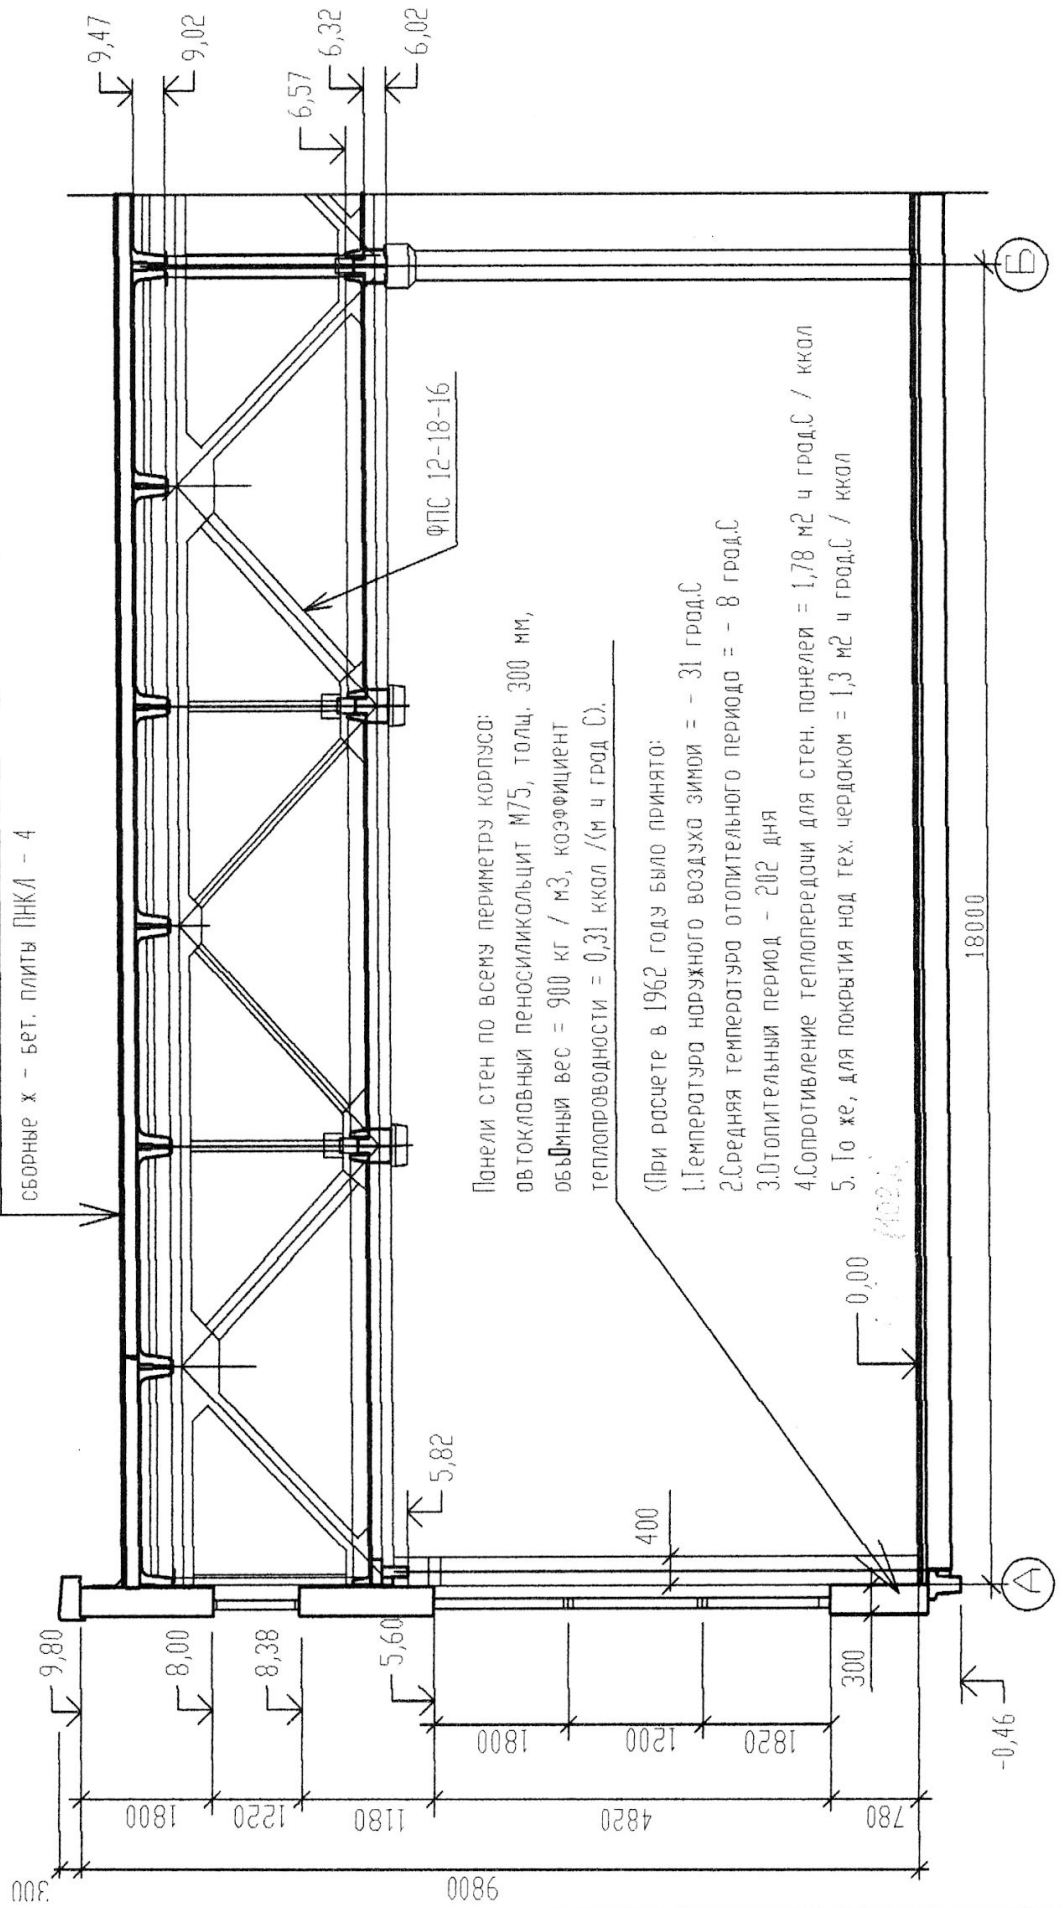 сборные ж - бет. плиты ПНКЛ - 4
9,47
9,02
6,57
6,32
6,02
ФПС 12-18-16
Панели стен по всему периметру корпуса:
автоклавный пеносиликальцит М75, толщ. 300 мм,
объёмный вес = 900 кг / м3, коэффициент
теплопроводности = 0,31 ккал /(м ч град С).
(При расчете в 1962 году было принято:
1.Температура наружного воздуха зимой = - 31 град.С
2.Средняя температура отопительного периода = - 8 град.С
3.Отопительный период - 202 дня
4.Сопротивление теплопередачи для стен. панелей = 1,78 м2 ч град.С / ккал
5. То же, для покрытия над тех. чердаком = 1,3 м2 ч град.С / ккал
0,00
5,82
400
300
18000
А
Б
9,80
8,00
8,38
5,60
-0,46
1800
1200
1820
300
1800
1220
1180
4820
780
9800